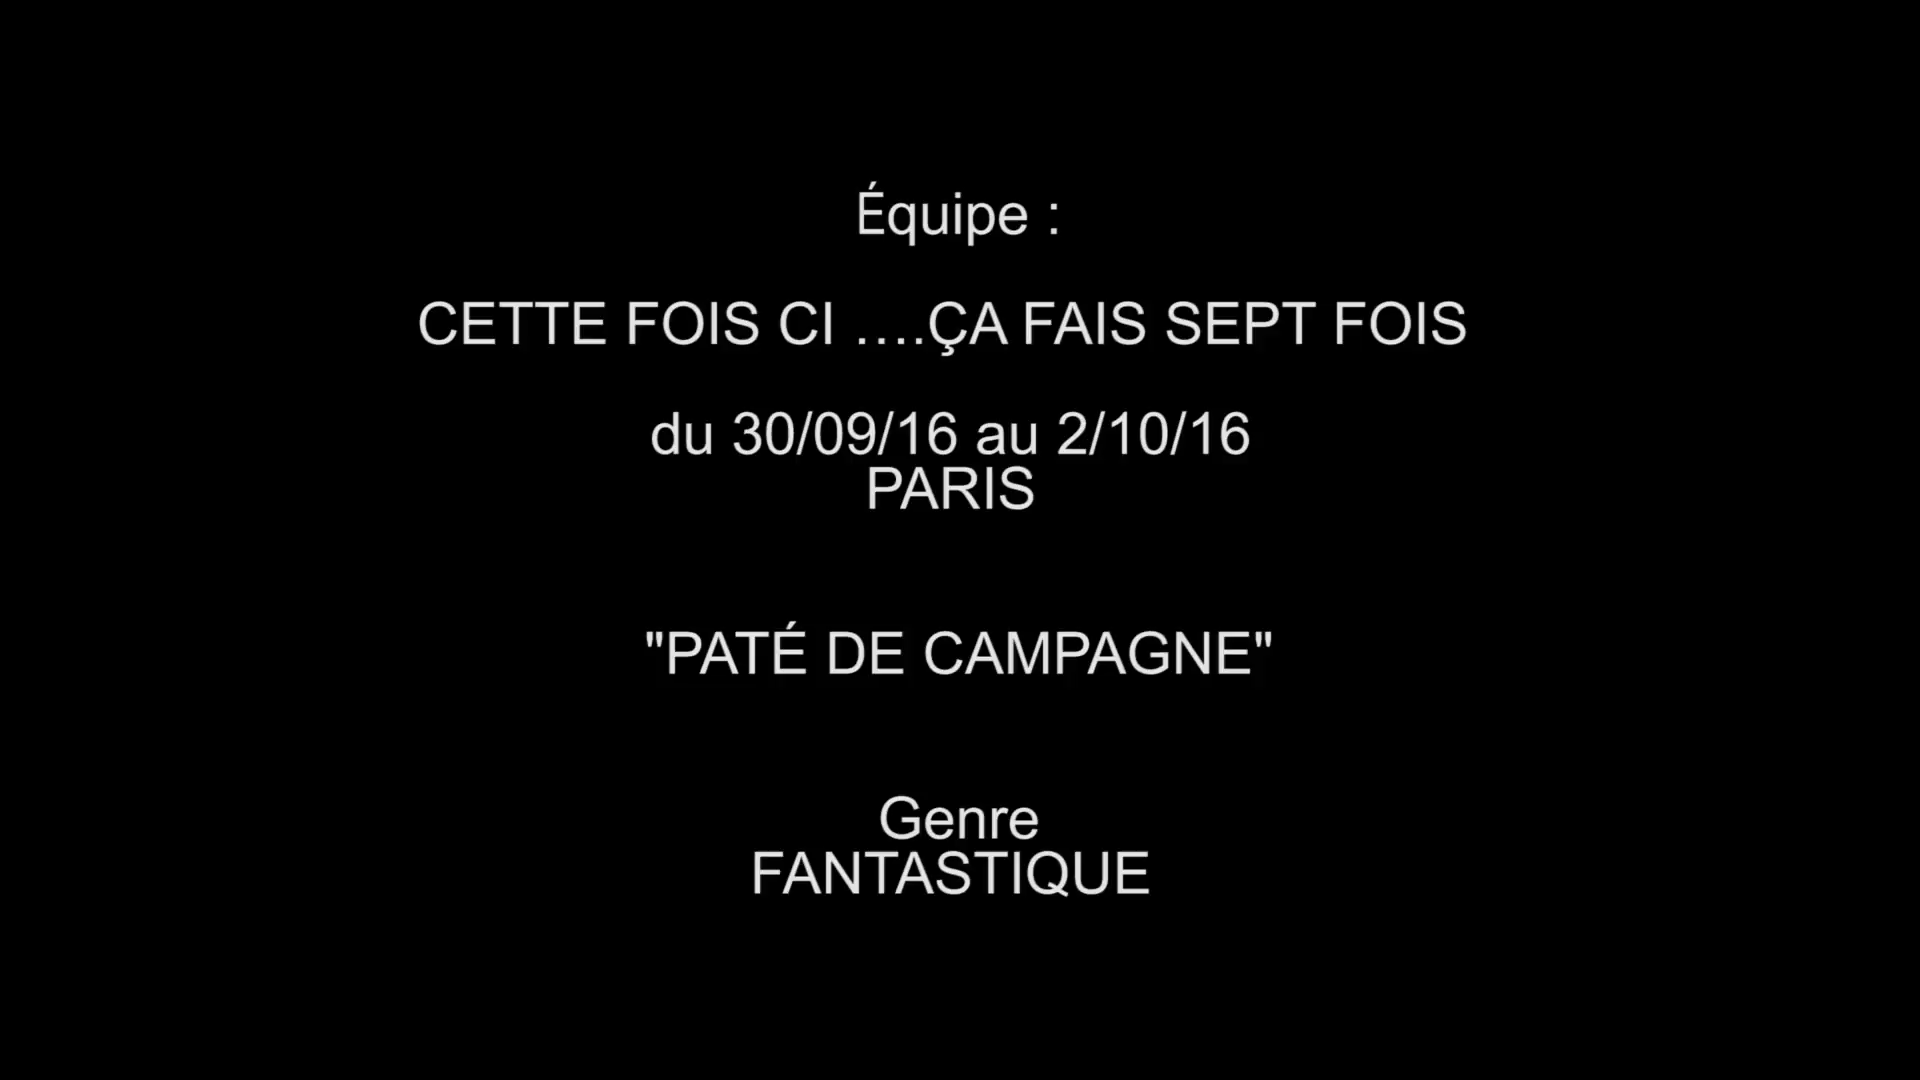 Équipe :
CETTE FOIS CI ….ÇA FAIS SEPT FOIS
du 30/09/16 au 2/10/16
PARIS
"PATÉ DE CAMPAGNE"
Genre
FANTASTIQUE